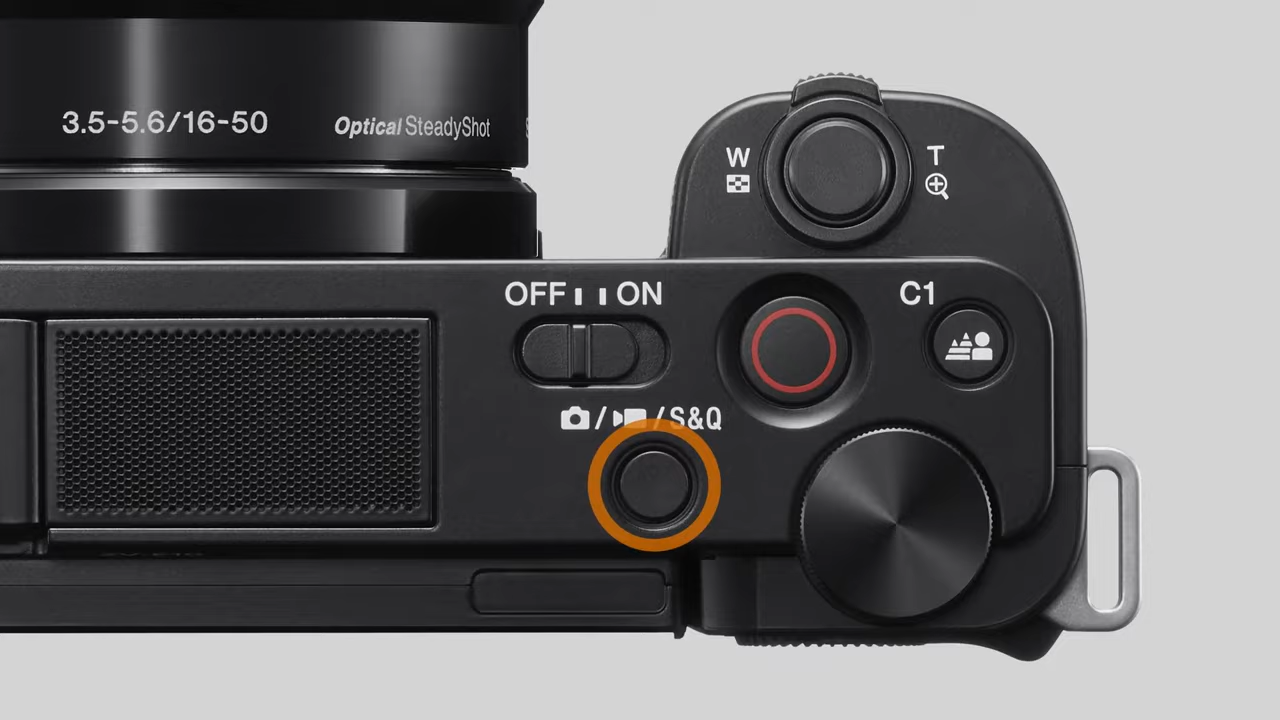 3.5-5.6/16-50
Optical SteadyShot
W
T
OFF ON
C1
/ / S&Q